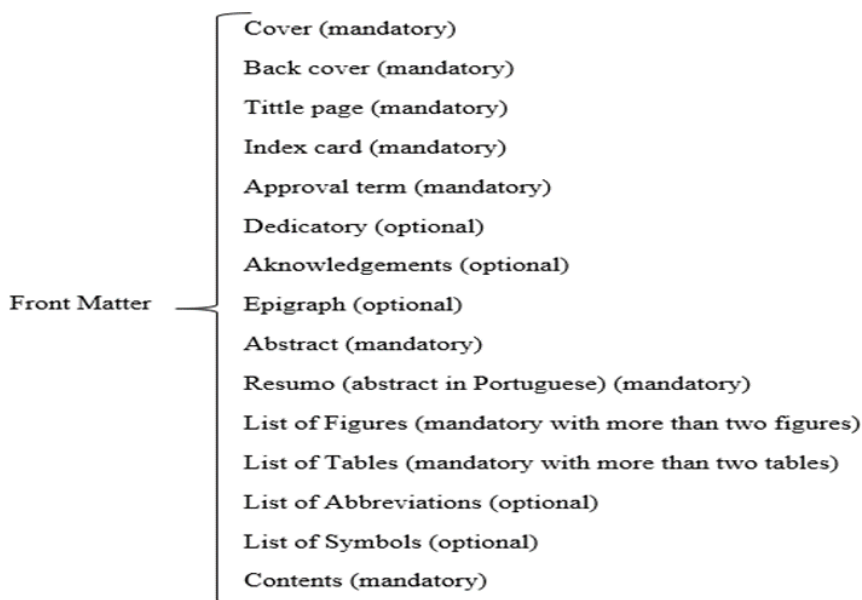 Cover (mandatory)
Back cover (mandatory)
Tittle page (mandatory)
Index card (mandatory)
Approval term (mandatory)
Dedicatory (optional)
Aknowledgements (optional)
Front Matter
Epigraph (optional)
Abstract (mandatory)
Resumo (abstract in Portuguese) (mandatory)
List of Figures (mandatory with more than two figures)
List of Tables (mandatory with more than two tables)
List of Abbreviations (optional)
List of Symbols (optional)
Contents (mandatory)